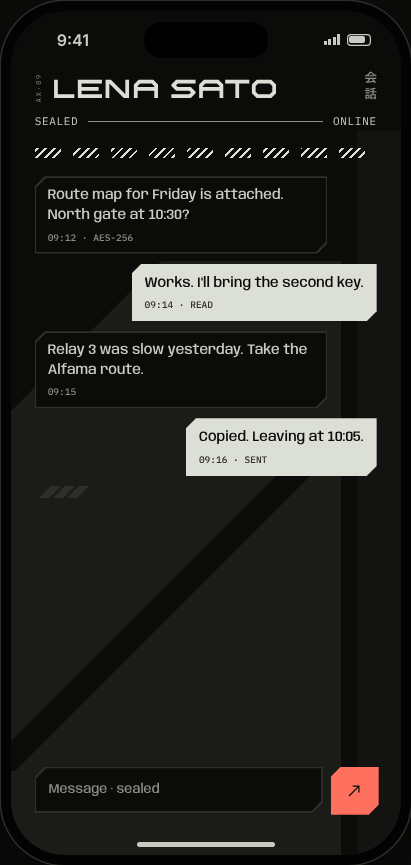 9:41
AX-09
LENA SATO
会話
SEALED
ONLINE
Route map for Friday is attached.
North gate at 10:30?
09:12 · AES-256
Works. I'll bring the second key.
09:14 · READ
Relay 3 was slow yesterday. Take the
Alfama route.
09:15
Copied. Leaving at 10:05.
09:16 · SENT
Message · sealed